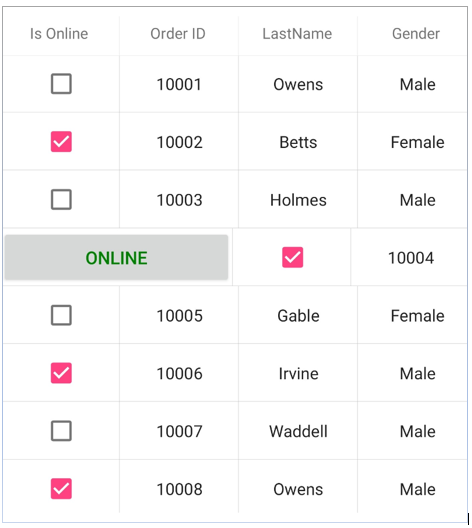 Is Online Order ID LastName Gender
10001 Owens Male
10002 Betts Female
10003 Holmes Male
ONLINE 10004
10005 Gable Female
10006 Irvine Male
10007 Waddell Male
10008 Owens Male